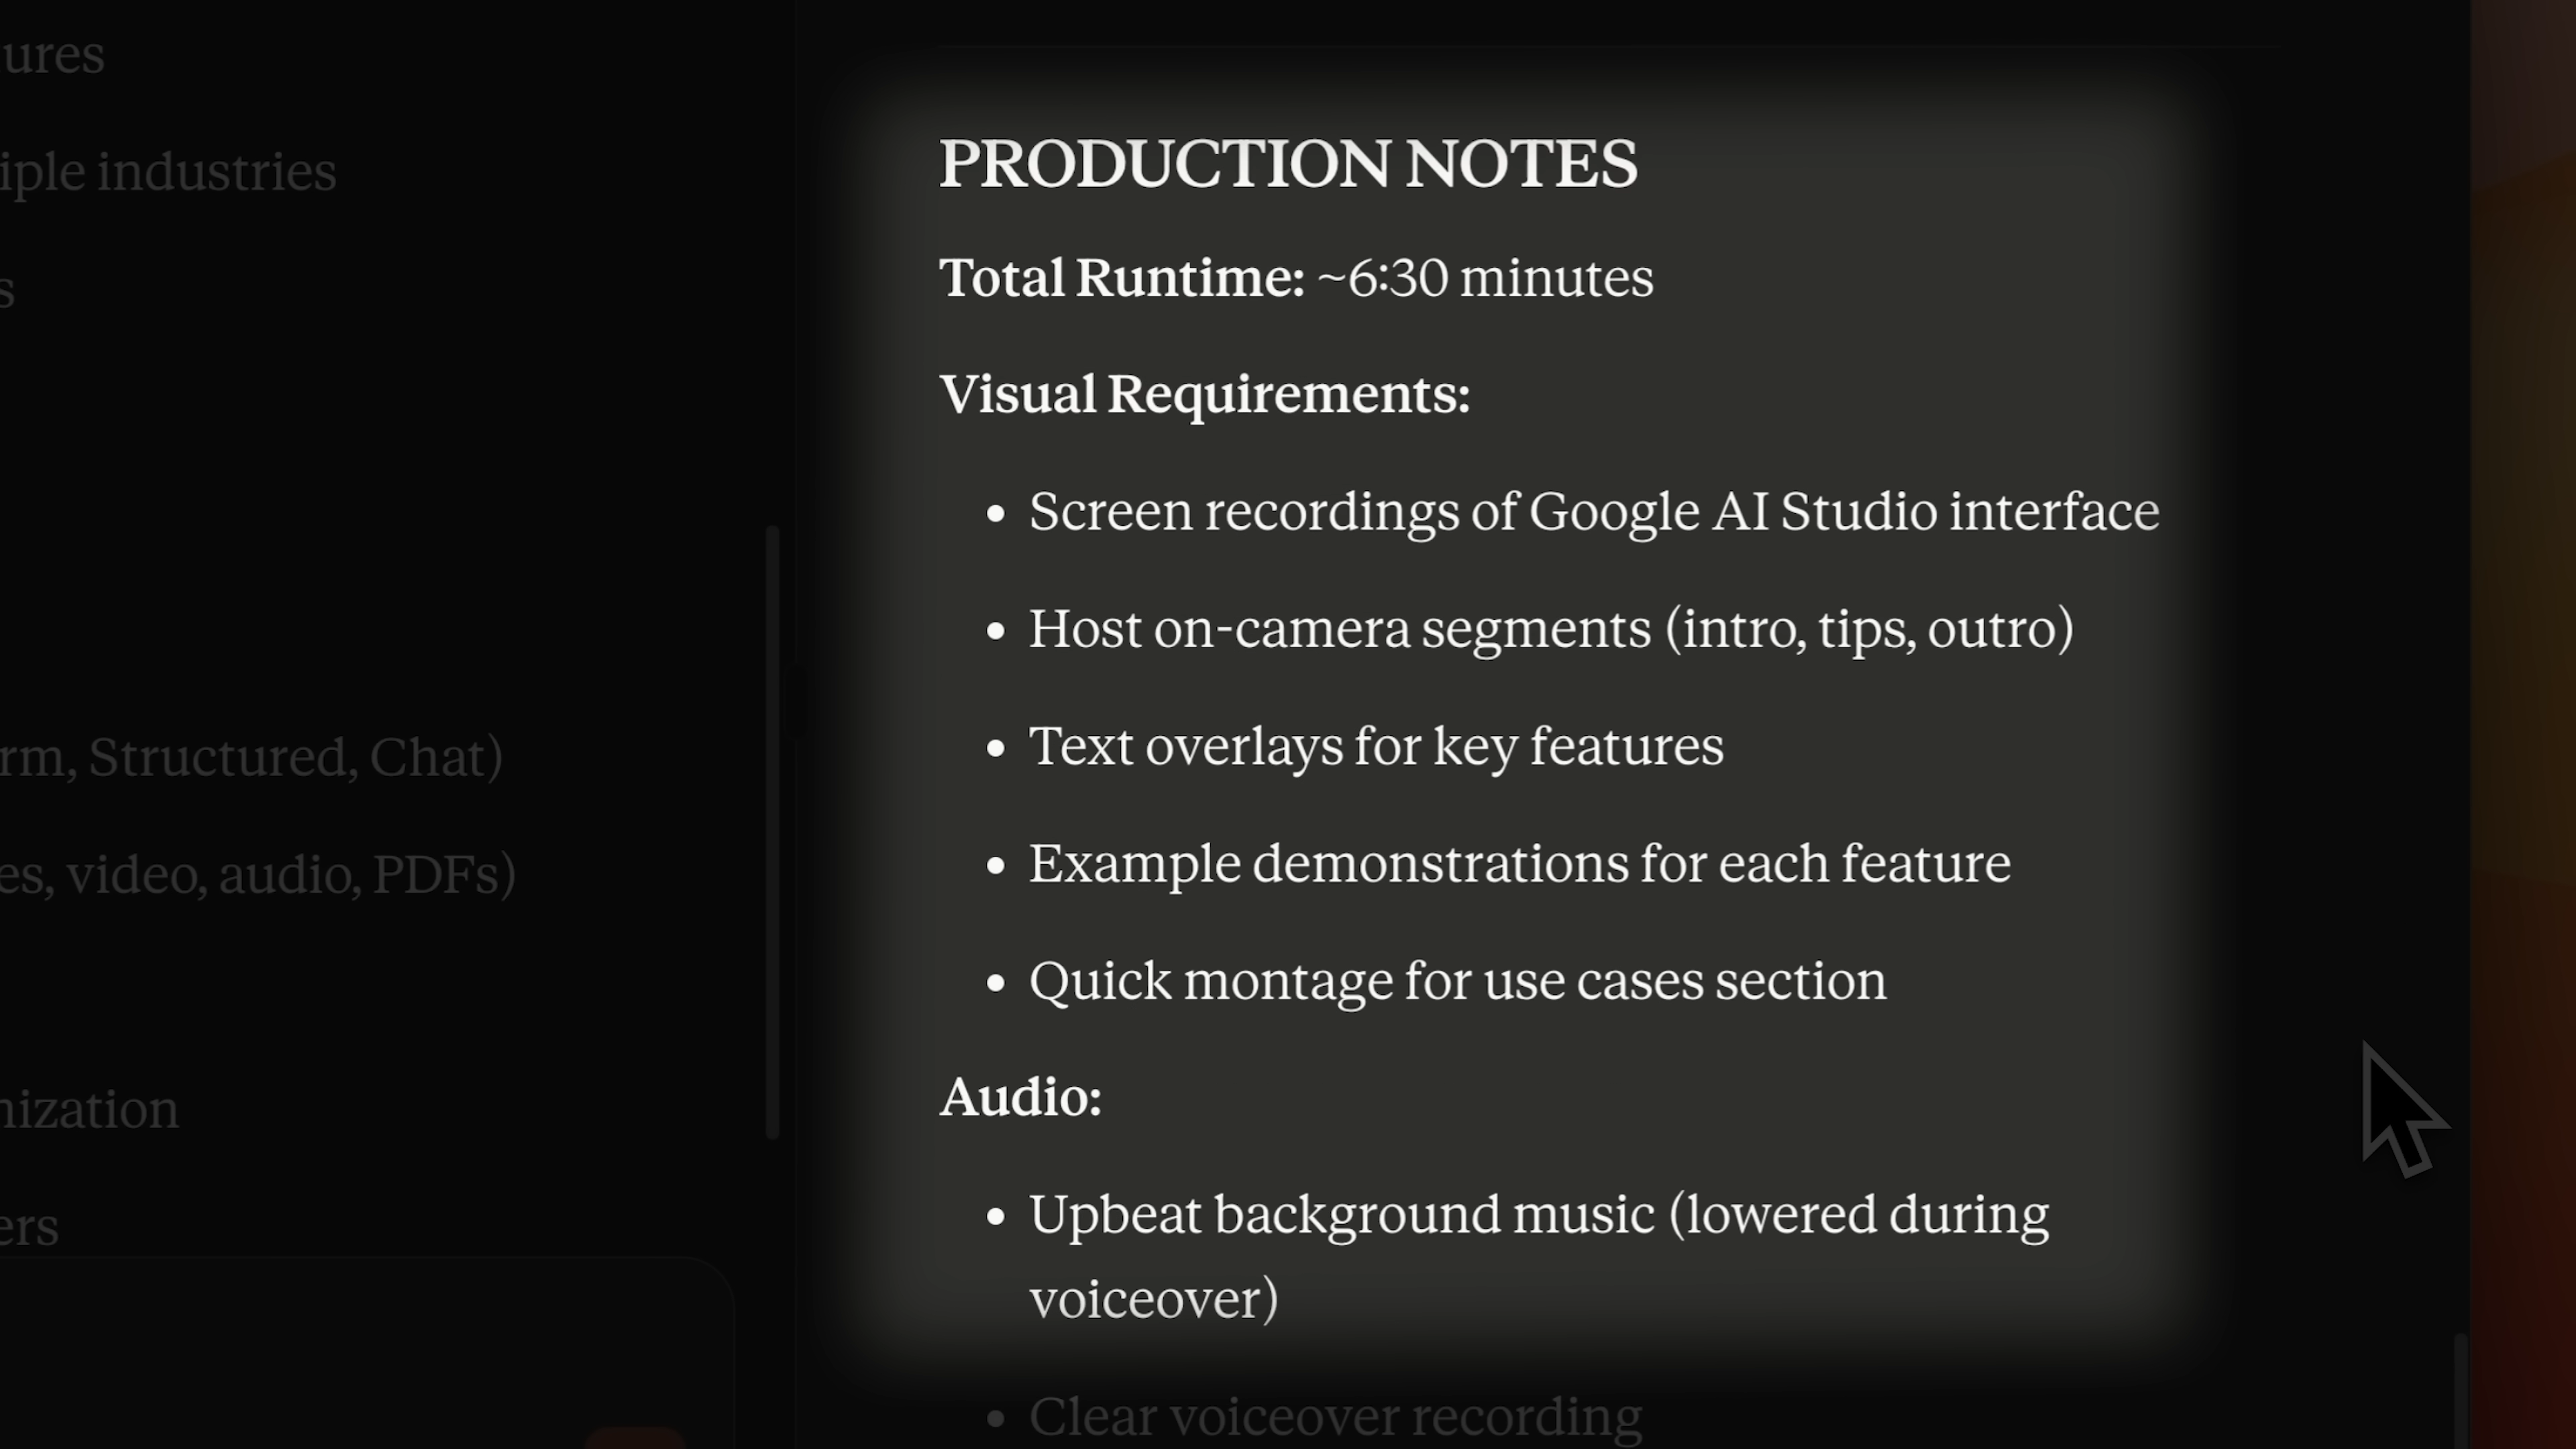 ures
iple industries
s
rm, Structured, Chat)
es, video, audio, PDFs)
nization
ers
PRODUCTION NOTES
Total Runtime: ~6:30 minutes
Visual Requirements:
• Screen recordings of Google AI Studio interface
• Host on-camera segments (intro, tips, outro)
• Text overlays for key features
• Example demonstrations for each feature
• Quick montage for use cases section
Audio:
• Upbeat background music (lowered during
voiceover)
• Clear voiceover recording